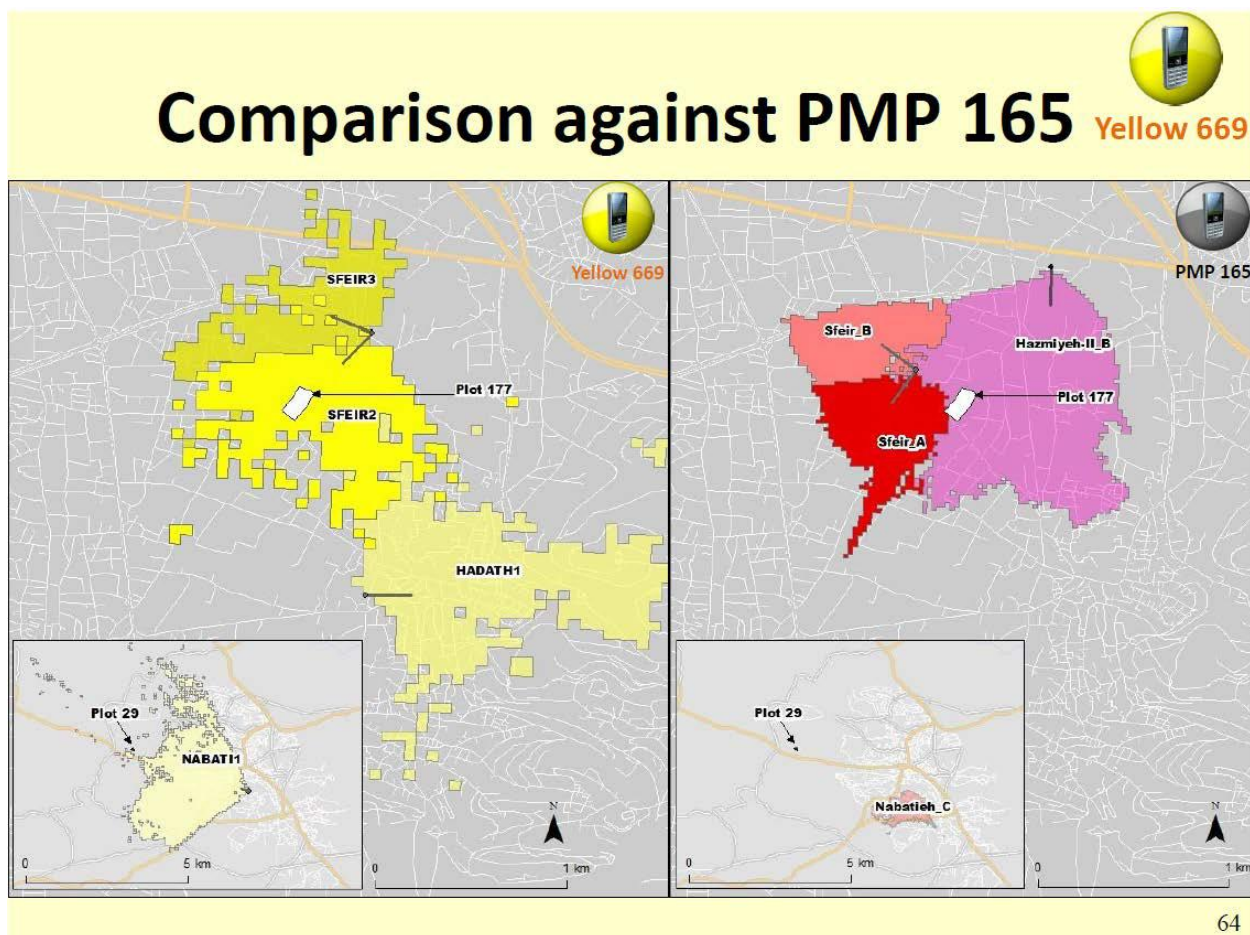 Comparison against PMP 165
Yellow 669
Yellow 669
SFEIR3
Plot 177
SFEIR2
HADATH1
Plot 29
NABATI1
0 5 km
N
0 1 km
PMP 165
Sfeir_B
Hazmiyeh-II_B
Plot 177
Sfeir_A
Plot 29
Nabatieh_C
0 5 km
N
0 1 km
64